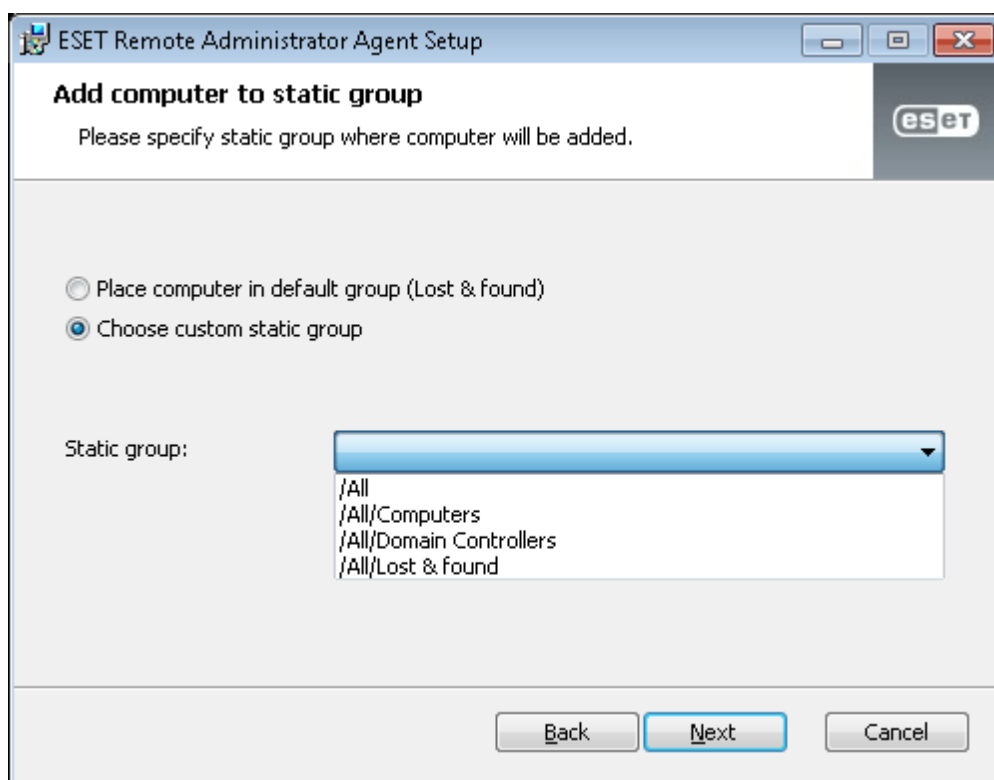 ESET Remote Administrator Agent Setup
Add computer to static group
Please specify static group where computer will be added.
eset
Place computer in default group (Lost & found)
Choose custom static group
Static group:
/All
/All/Computers
/All/Domain Controllers
/All/Lost & found
Back Next Cancel